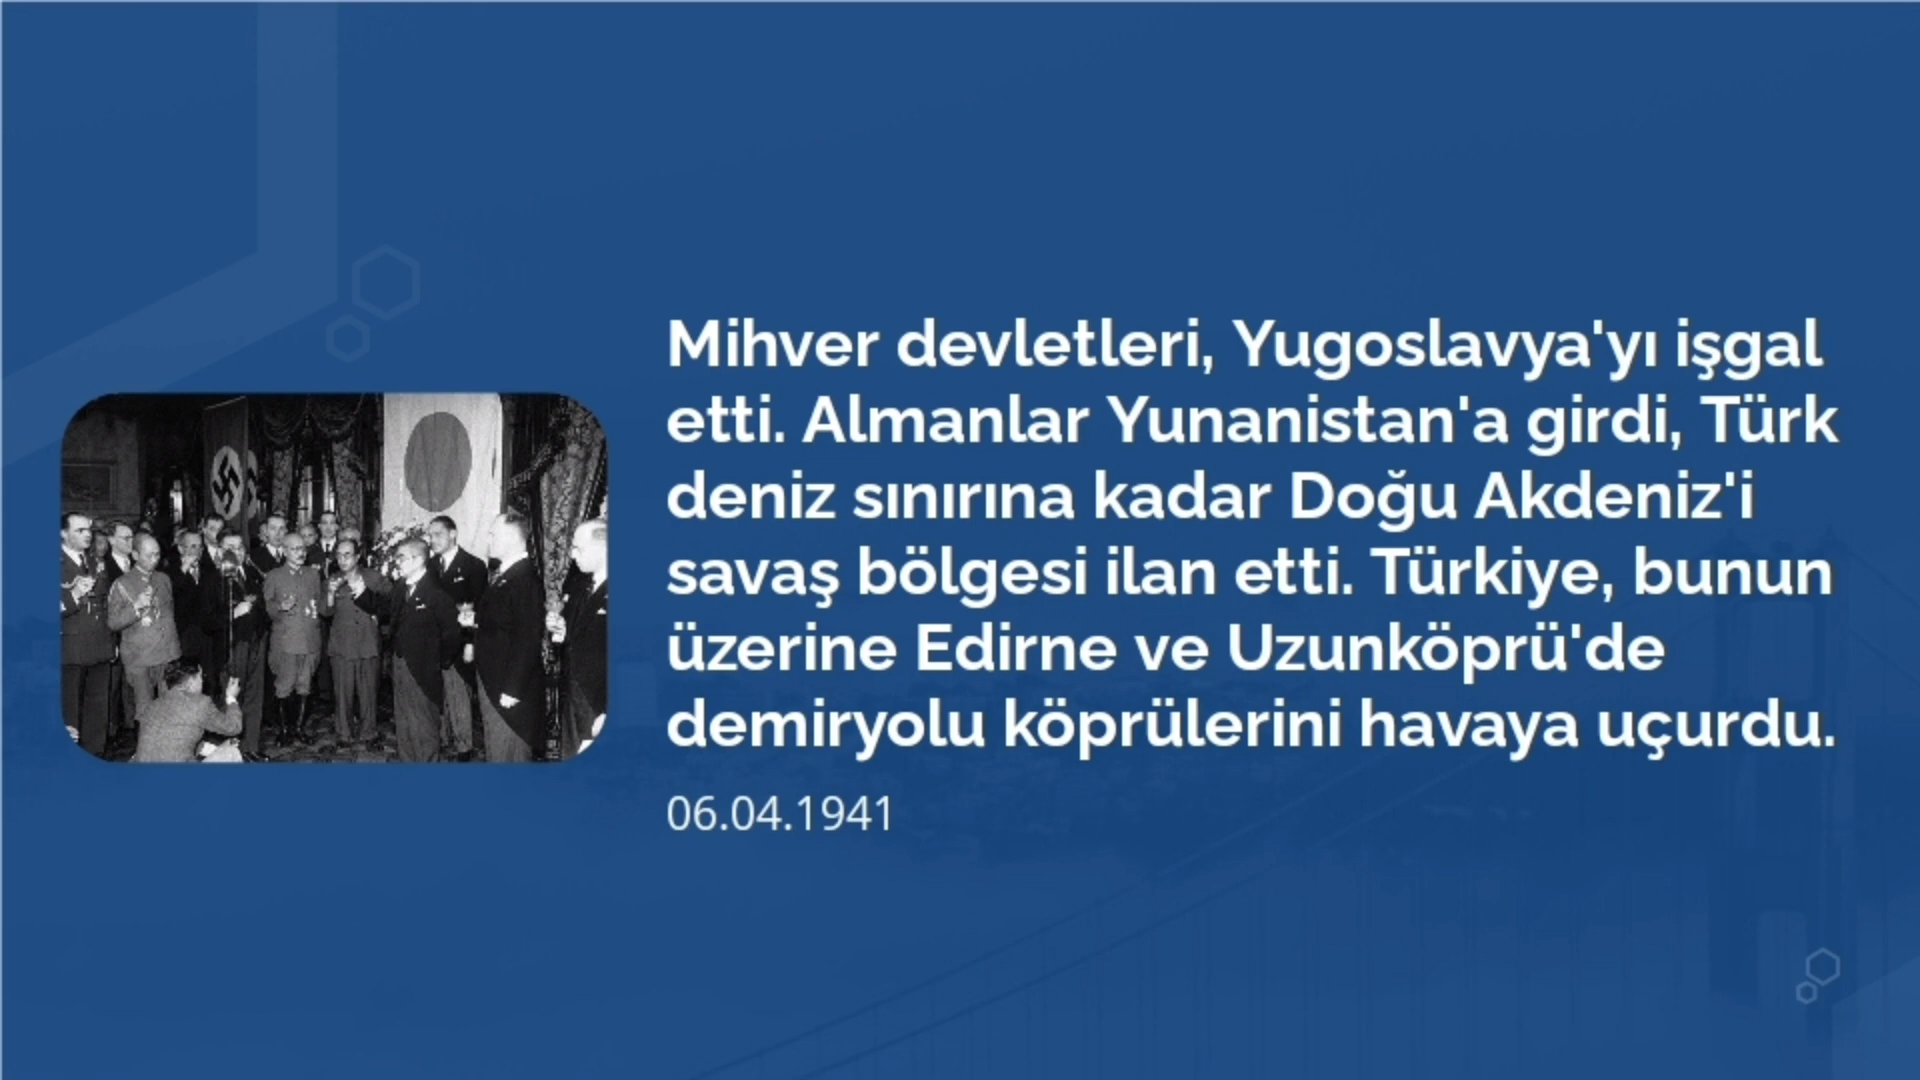 Mihver devletleri, Yugoslavya'yı işgal
etti. Almanlar Yunanistan'a girdi, Türk
deniz sınırına kadar Doğu Akdeniz'i
savaş bölgesi ilan etti. Türkiye, bunun
üzerine Edirne ve Uzunköprü'de
demiryolu köprülerini havaya uçurdu.
06.04.1941